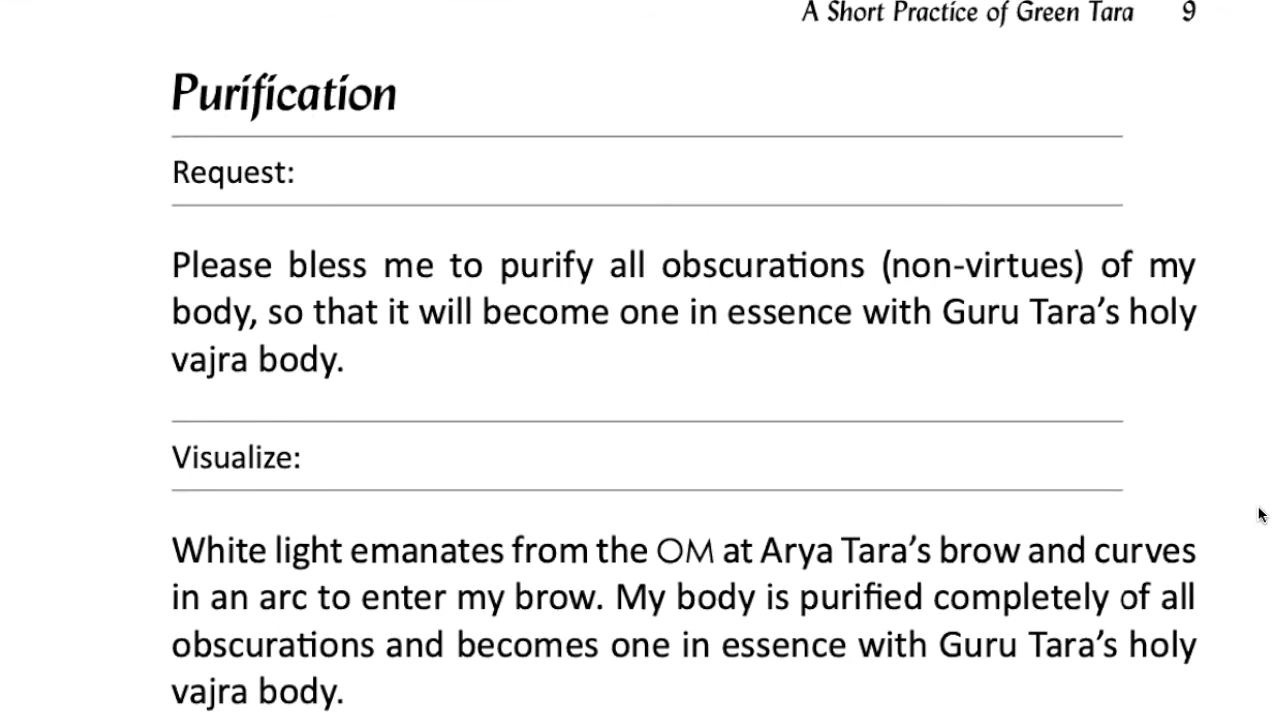 A Short Practice of Green Tara 9
Purification
Request:
Please bless me to purify all obscurations (non-virtues) of my
body, so that it will become one in essence with Guru Tara’s holy
vajra body.
Visualize:
White light emanates from the OM at Arya Tara’s brow and curves
in an arc to enter my brow. My body is purified completely of all
obscurations and becomes one in essence with Guru Tara’s holy
vajra body.